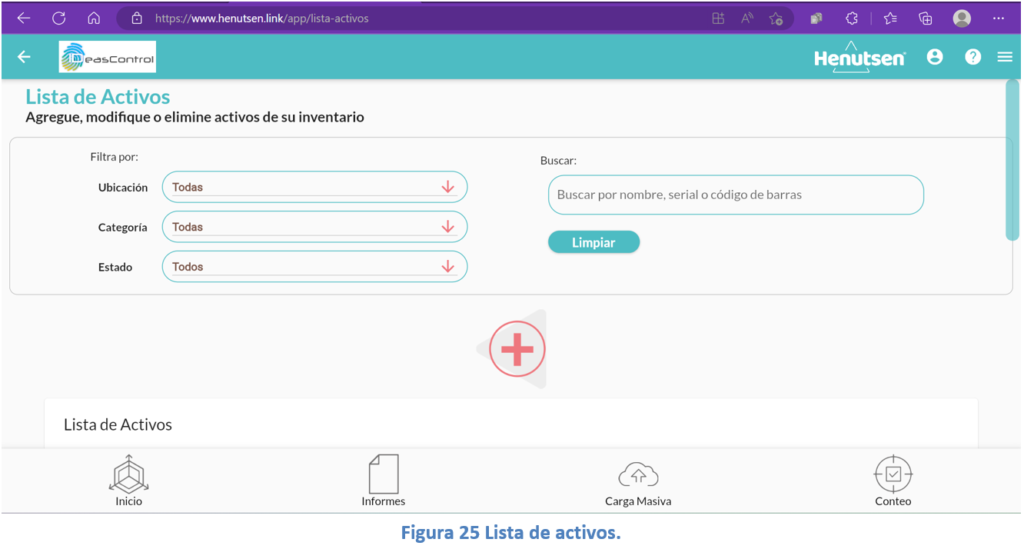 https://www.henutsen.link/app/lista-activos
easControl
Henutsen
Lista de Activos
Agregue, modifique o elimine activos de su inventario
Filtra por:
Ubicación Todas
Categoría Todas
Estado Todos
Buscar:
Buscar por nombre, serial o código de barras
Limpiar
Lista de Activos
Inicio Informes Carga Masiva Conteo
Figura 25 Lista de activos.